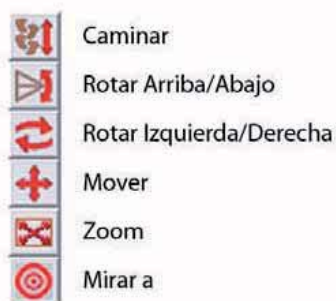 Caminar
Rotar Arriba/Abajo
Rotar Izquierda/Derecha
Mover
Zoom
Mirar a